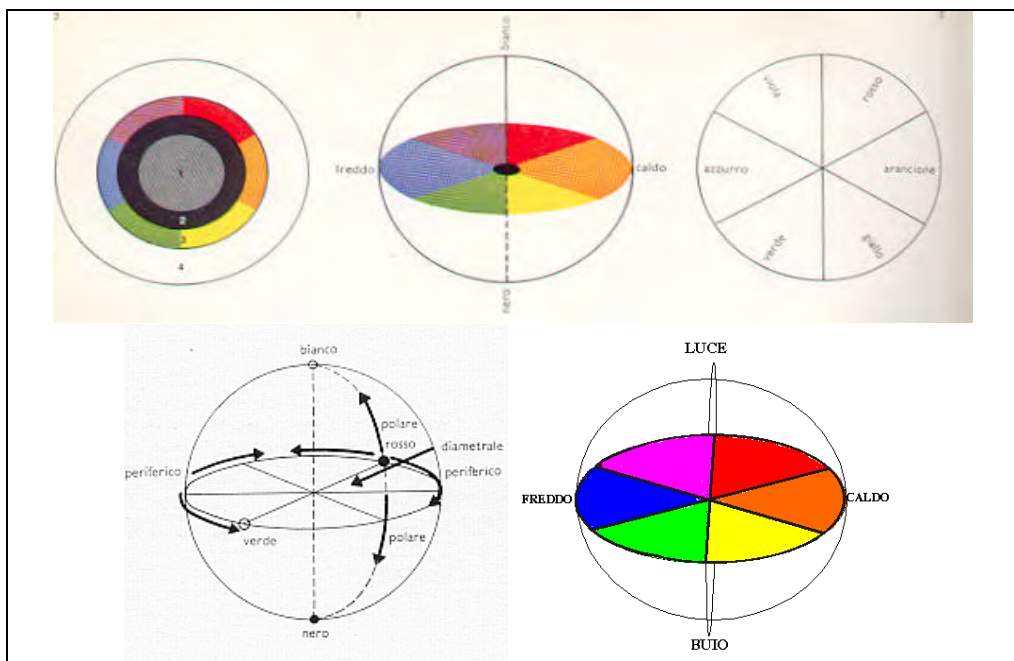 bianco
1
2
3
4
freddo
caldo
nero
viola
rosso
azzurro
arancione
verde
giallo
bianco
polare
rosso
diametrale
periferico
periferico
verde
polare
nero
LUCE
FREDDO
CALDO
BUIO